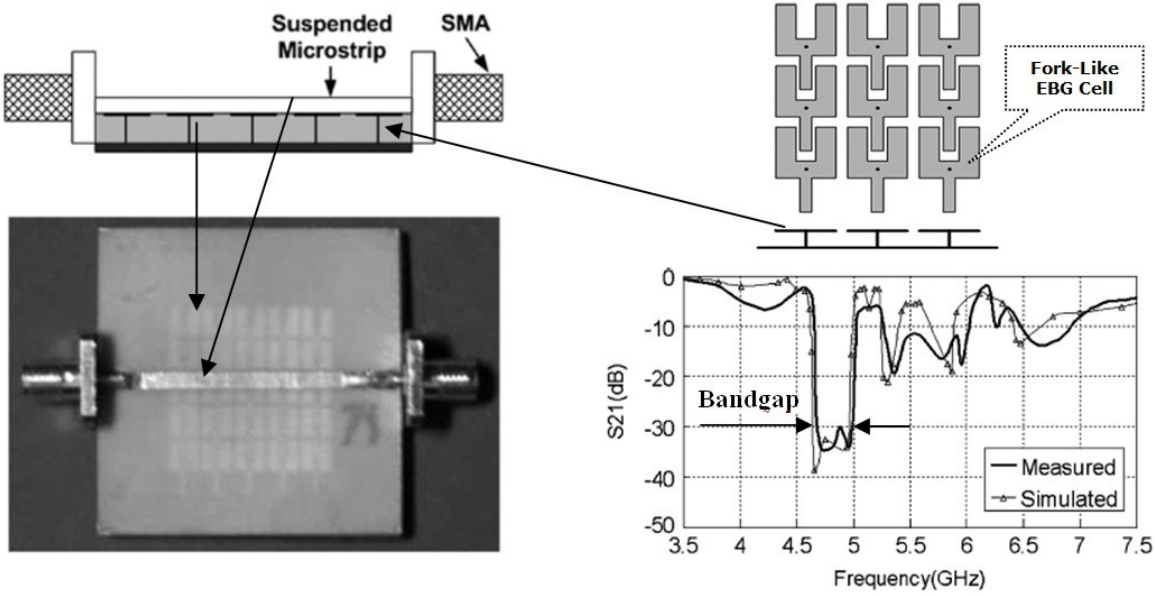 Suspended
Microstrip
SMA
Fork-Like
EBG Cell
S21(dB)
0
-10
-20
-30
-40
-50
Bandgap
Measured
Simulated
3.5 4 4.5 5 5.5 6 6.5 7 7.5
Frequency(GHz)